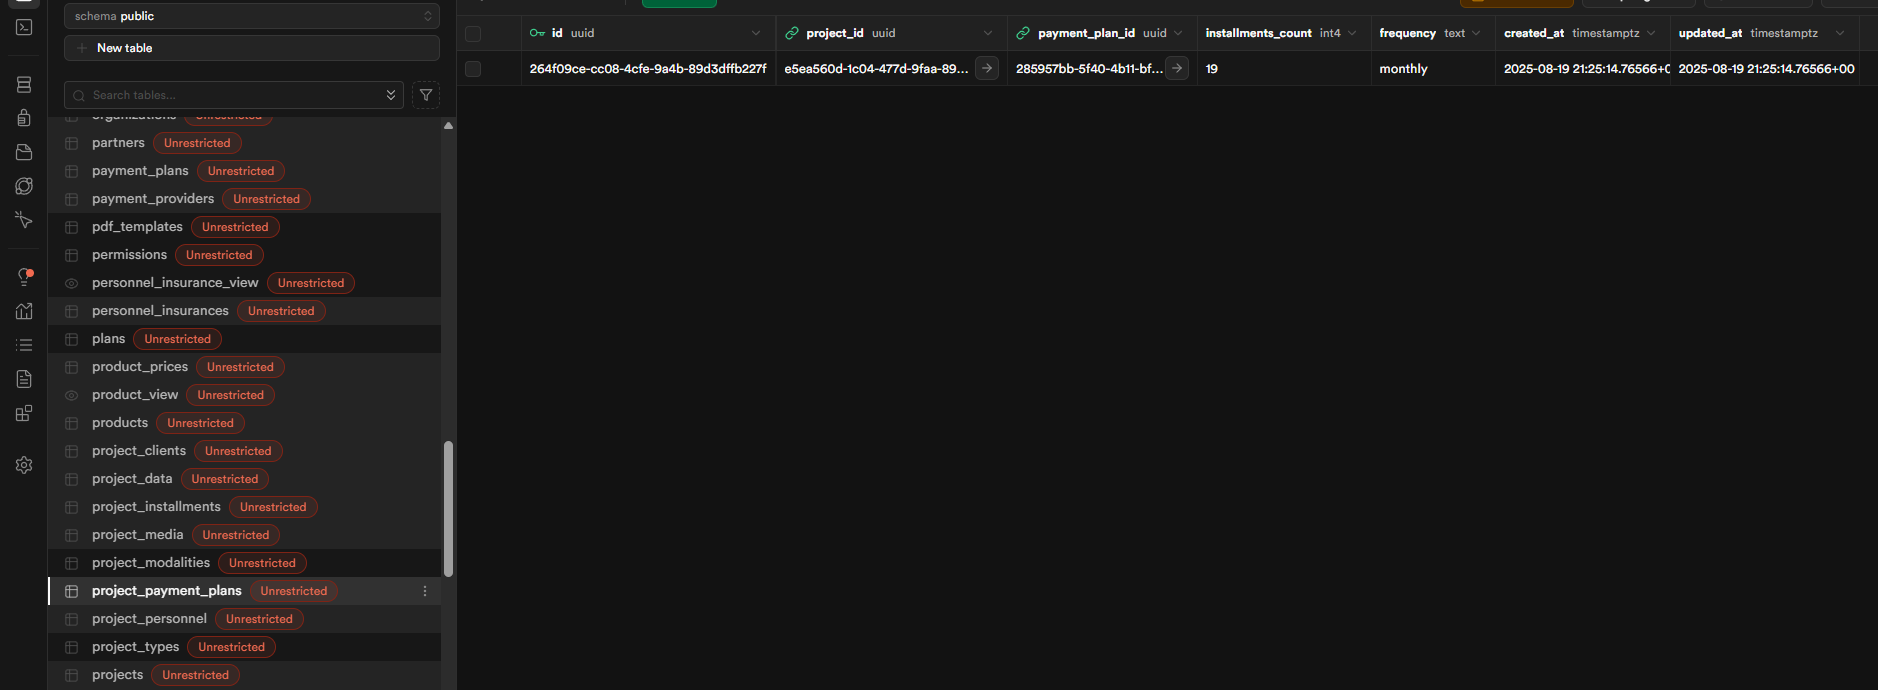 schema public
New table
Search tables...
organizations Unrestricted
partners Unrestricted
payment_plans Unrestricted
payment_providers Unrestricted
pdf_templates Unrestricted
permissions Unrestricted
personnel_insurance_view Unrestricted
personnel_insurances Unrestricted
plans Unrestricted
product_prices Unrestricted
product_view Unrestricted
products Unrestricted
project_clients Unrestricted
project_data Unrestricted
project_installments Unrestricted
project_media Unrestricted
project_modalities Unrestricted
project_payment_plans Unrestricted
project_personnel Unrestricted
project_types Unrestricted
projects Unrestricted
id uuid project_id uuid payment_plan_id uuid installments_count int4 frequency text created_at timestamptz updated_at timestamptz
264f09ce-cc08-4cfe-9a4b-89d3dffb227f e5ea560d-1c04-477d-9faa-89... 285957bb-5f40-4b11-bf... 19 monthly 2025-08-19 21:25:14.76566+0 2025-08-19 21:25:14.76566+00